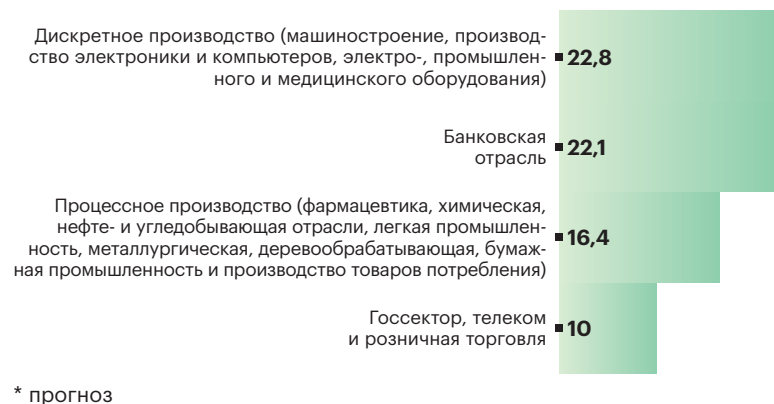 Дискретное производство (машиностроение, производ-
ство электроники и компьютеров, электро-, промышлен-
ного и медицинского оборудования)
22,8
Банковская
отрасль
22,1
Процессное производство (фармацевтика, химическая,
нефте- и угледобывающая отрасли, легкая промышлен-
ность, металлургическая, деревообрабатывающая, бумаж-
ная промышленность и производство товаров потребления)
16,4
Госсектор, телеком
и розничная торговля
10
* прогноз